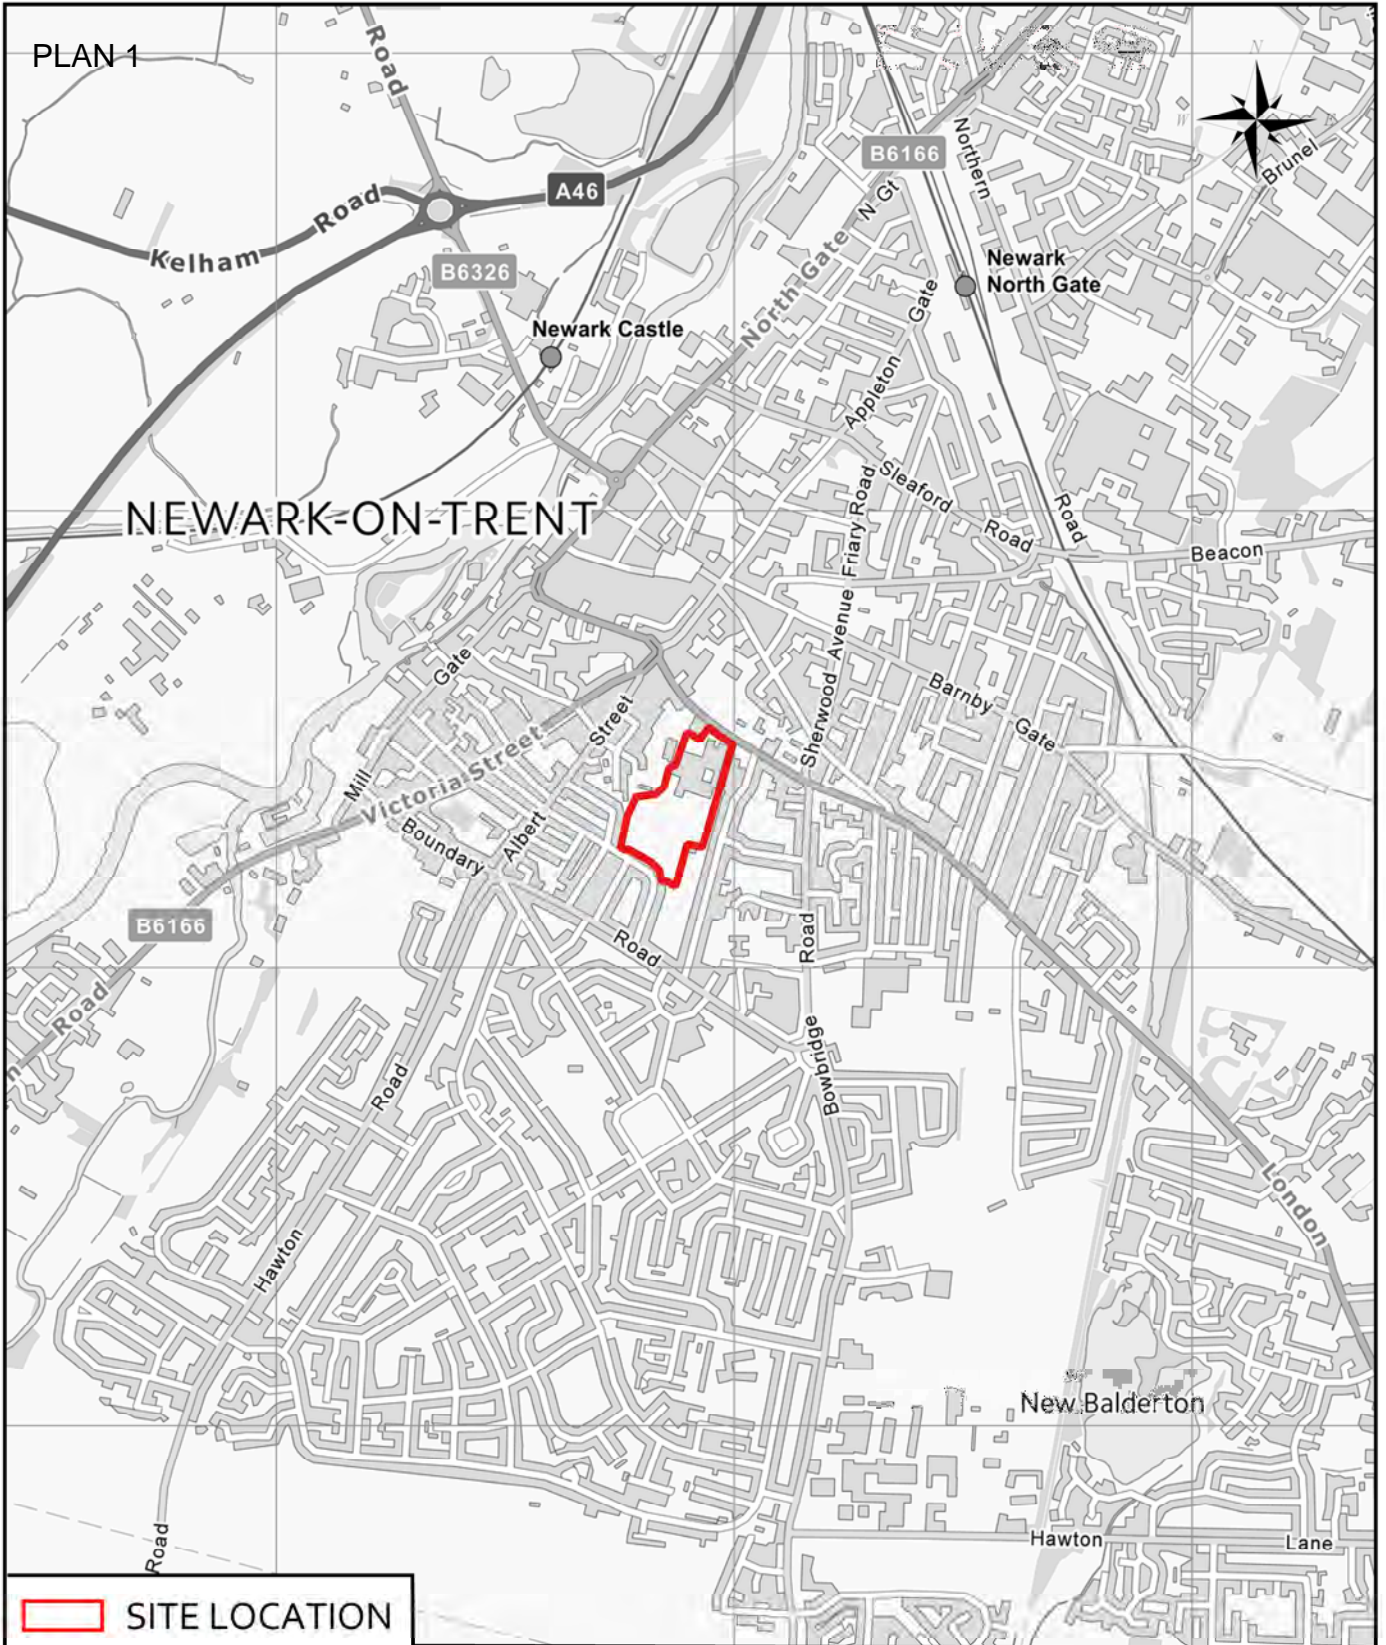 PLAN 1
Road
N
B6166
Northern
W
E
Brunel
A46
Kelham Road
N Gt
B6326
North Gate
Newark
North Gate
Gate
Newark Castle
Appleton
Sleaford
Road
Road
NEWARK-ON-TRENT
Friary Road
Beacon
Gate
Sherwood Avenue
Barnby
Gate
Street
Mill
Victoria Street
Boundary
Albert
B6166
Road
Road
Road
Bowbridge
Road
London
Hawton
New Balderton
Hawton
Lane
Road
SITE LOCATION